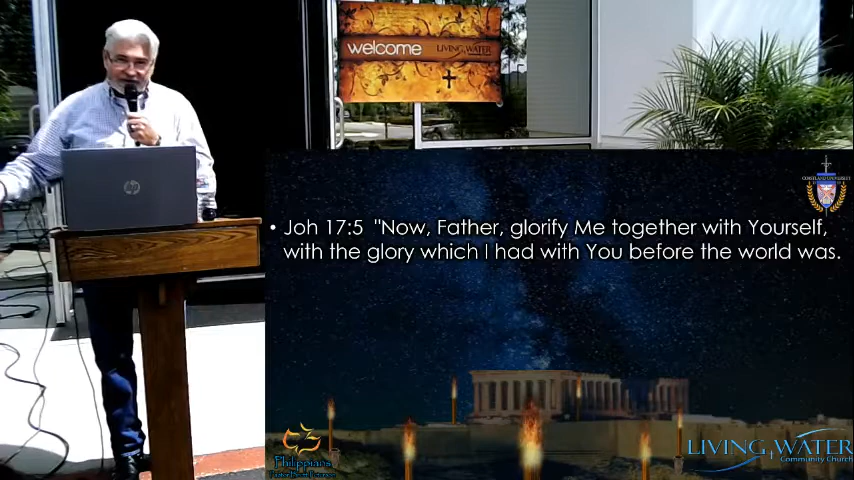 welcome
LIVING WATER
hp
• Joh 17:5 "Now, Father, glorify Me together with Yourself,
with the glory which I had with You before the world was.
Philippians
LIVING WATER
Community Church